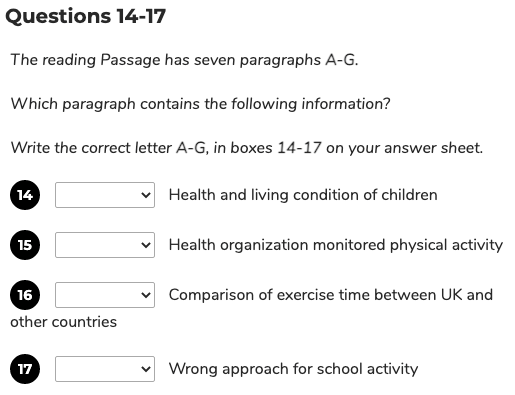 Questions 14-17
The reading Passage has seven paragraphs A-G.
Which paragraph contains the following information?
Write the correct letter A-G, in boxes 14-17 on your answer sheet.
14 Health and living condition of children
15 Health organization monitored physical activity
16 Comparison of exercise time between UK and
other countries
17 Wrong approach for school activity